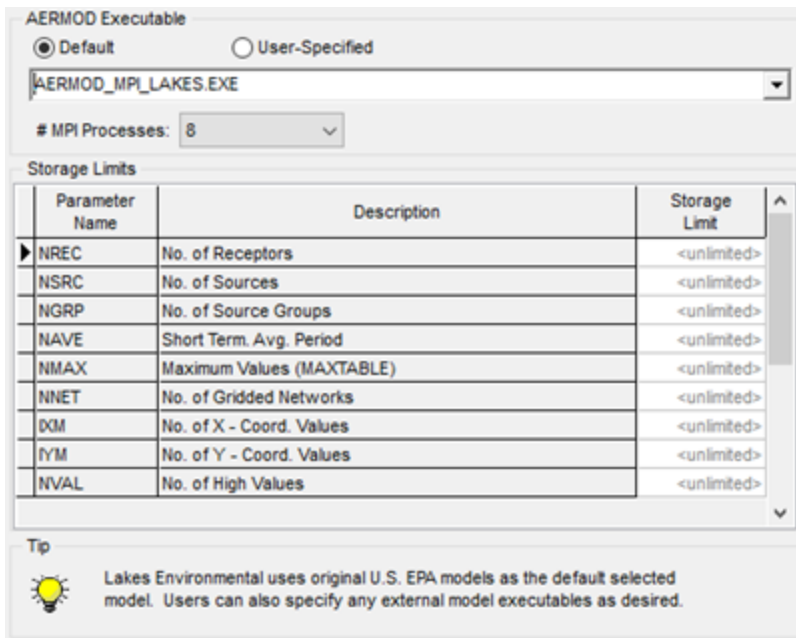 AERMOD Executable
Default User-Specified
AERMOD_MPI_LAKES.EXE
# MPI Processes: 8
Storage Limits
Parameter Name Description Storage Limit
NREC No. of Receptors <unlimited>
NSRC No. of Sources <unlimited>
NGRP No. of Source Groups <unlimited>
NAVE Short Term. Avg. Period <unlimited>
NMAX Maximum Values (MAXTABLE) <unlimited>
NNET No. of Gridded Networks <unlimited>
IXM No. of X - Coord. Values <unlimited>
IYM No. of Y - Coord. Values <unlimited>
NVAL No. of High Values <unlimited>
Tip
Lakes Environmental uses original U.S. EPA models as the default selected
model. Users can also specify any external model executables as desired.